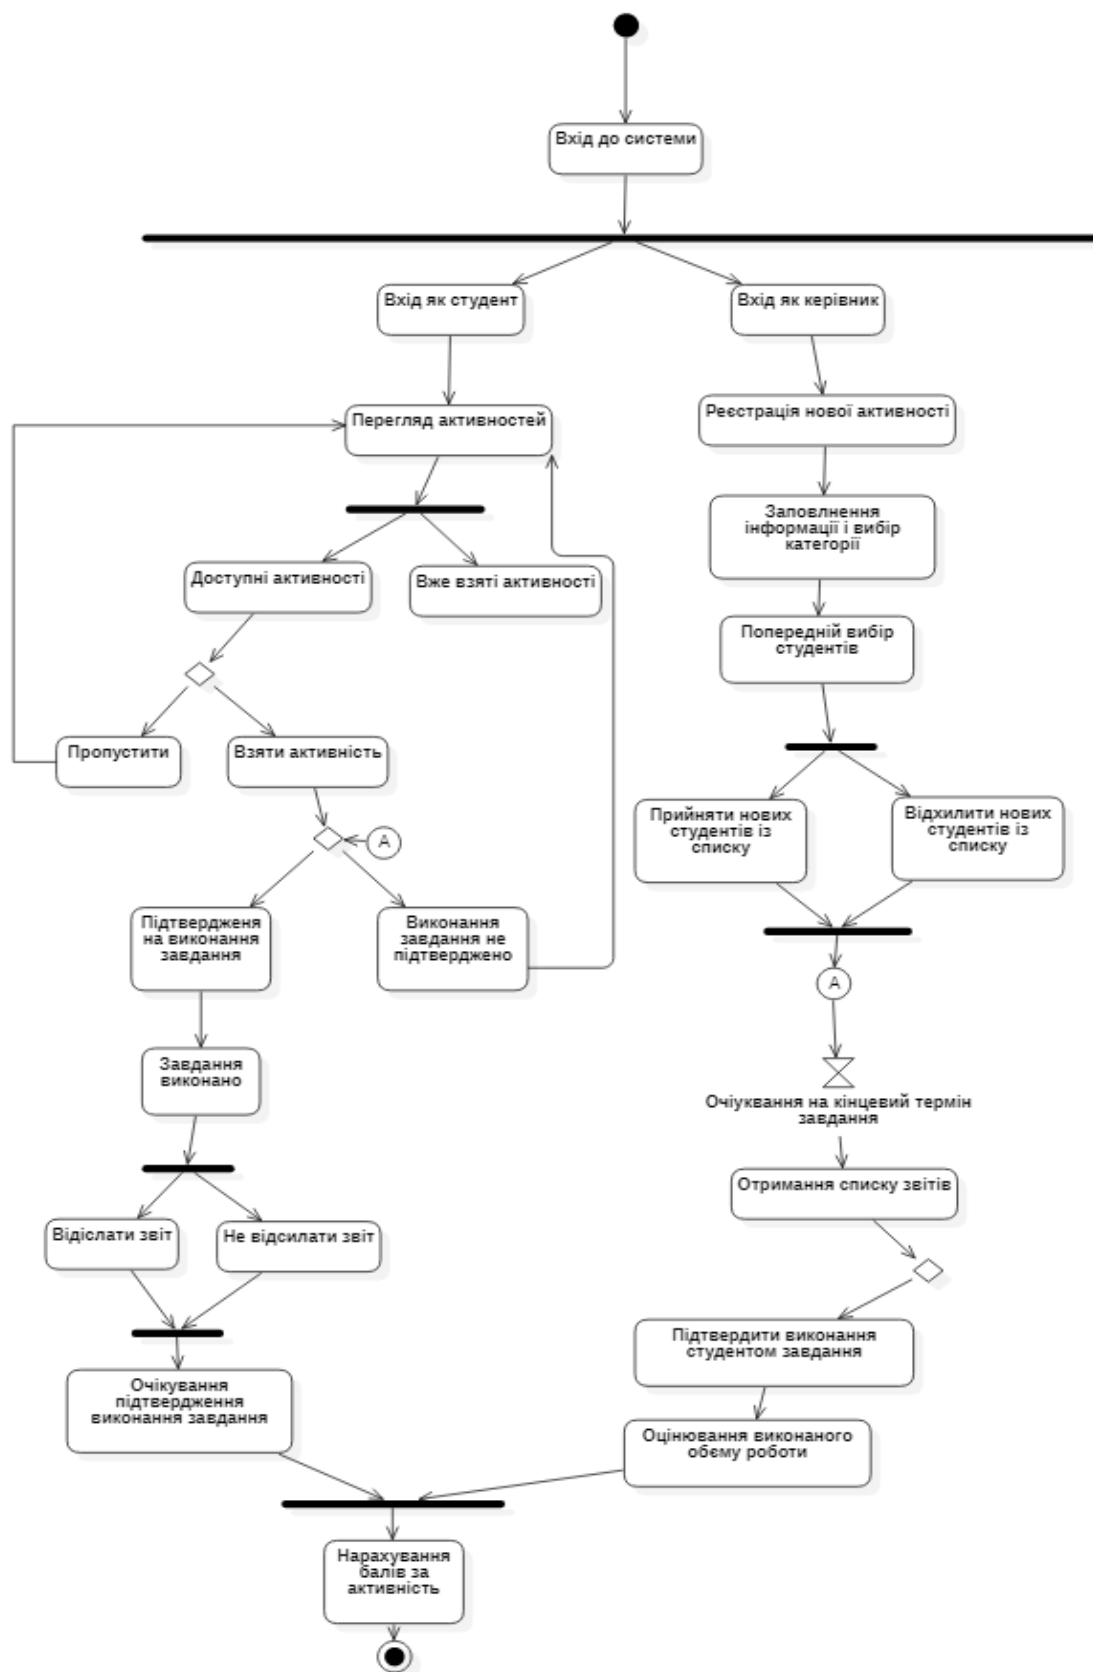 Вхід до системи
Вхід як студент
Вхід як керівник
Перегляд активностей
Реєстрація нової активності
Заповлнення
інформації і вибір
категорії
Доступні активності
Вже взяті активності
Попередній вибір
студентів
Пропустити
Взяти активність
Прийняти нових
студентів із
списку
Відхилити нових
студентів із
списку
A
Підтвердженя
на виконання
завдання
Виконання
завдання не
підтверджено
A
Завдання
виконано
Очіуквання на кінцевий термін
завдання
Отримання списку звітів
Відіслати звіт
Не відсилати звіт
Підтвердити виконання
студентом завдання
Очікування
підтвердження
виконання завдання
Оцінювання виконаного
обєму роботи
Нарахування
балів за
активність